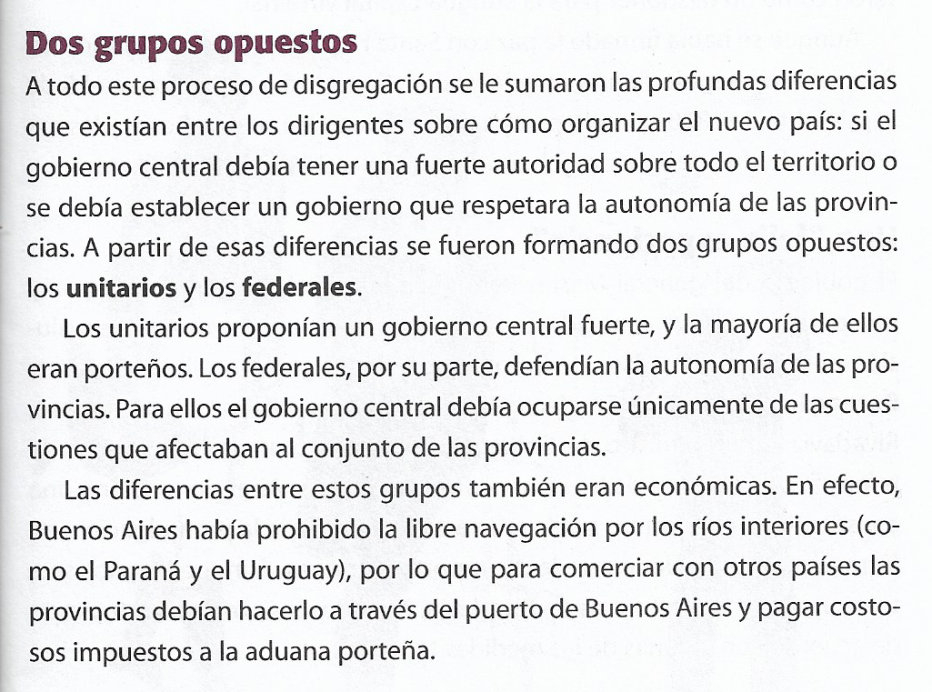 Dos grupos opuestos
A todo este proceso de disgregación se le sumaron las profundas diferencias
que existían entre los dirigentes sobre cómo organizar el nuevo país: si el
gobierno central debía tener una fuerte autoridad sobre todo el territorio o
se debía establecer un gobierno que respetara la autonomía de las provin-
cias. A partir de esas diferencias se fueron formando dos grupos opuestos:
los unitarios y los federales.
Los unitarios proponían un gobierno central fuerte, y la mayoría de ellos
eran porteños. Los federales, por su parte, defendían la autonomía de las pro-
vincias. Para ellos el gobierno central debía ocuparse únicamente de las cues-
tiones que afectaban al conjunto de las provincias.
Las diferencias entre estos grupos también eran económicas. En efecto,
Buenos Aires había prohibido la libre navegación por los ríos interiores (co-
mo el Paraná y el Uruguay), por lo que para comerciar con otros países las
provincias debían hacerlo a través del puerto de Buenos Aires y pagar costo-
sos impuestos a la aduana porteña.